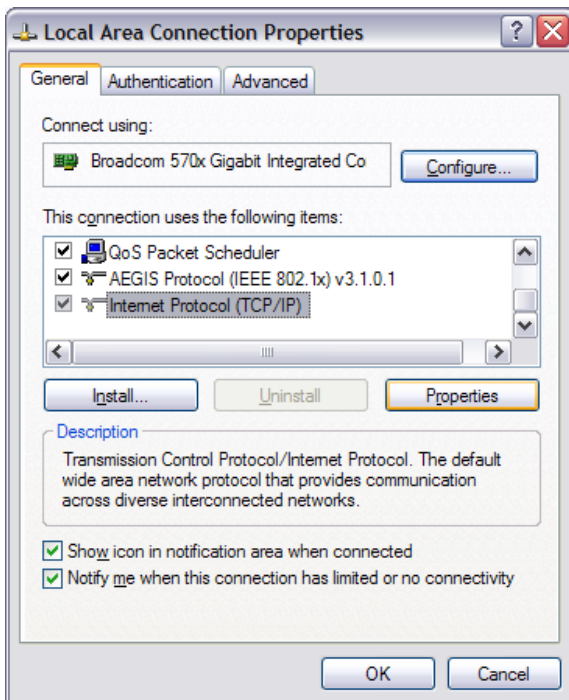 Local Area Connection Properties
General Authentication Advanced
Connect using:
Broadcom 570x Gigabit Integrated Co
Configure...
This connection uses the following items:
QoS Packet Scheduler
AEGIS Protocol (IEEE 802.1x) v3.1.0.1
Internet Protocol (TCP/IP)
Install... Uninstall Properties
Description
Transmission Control Protocol/Internet Protocol. The default
wide area network protocol that provides communication
across diverse interconnected networks.
Show icon in notification area when connected
Notify me when this connection has limited or no connectivity
OK Cancel